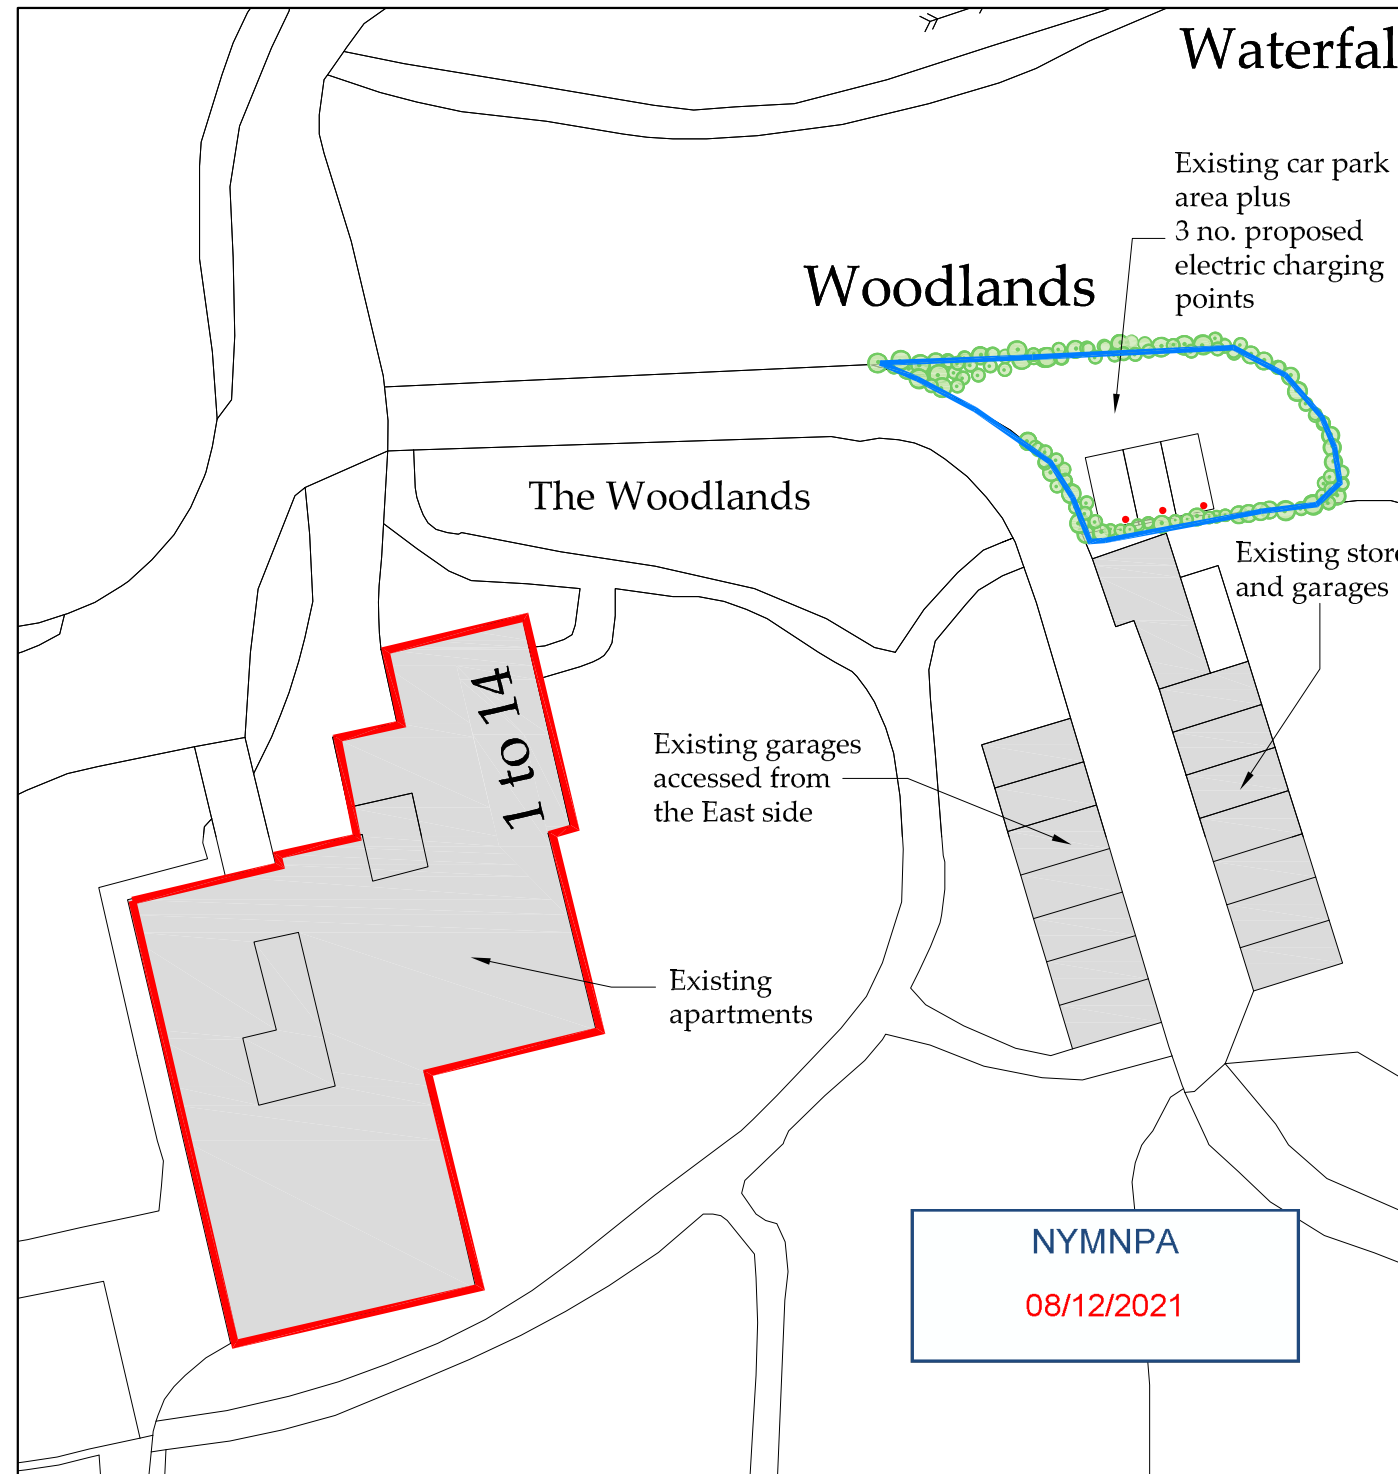 Waterfal
Existing car park
area plus
3 no. proposed
electric charging
points
Woodlands
The Woodlands
Existing store
and garages
1 to 14
Existing garages
accessed from
the East side
Existing
apartments
NYMNPA
08/12/2021